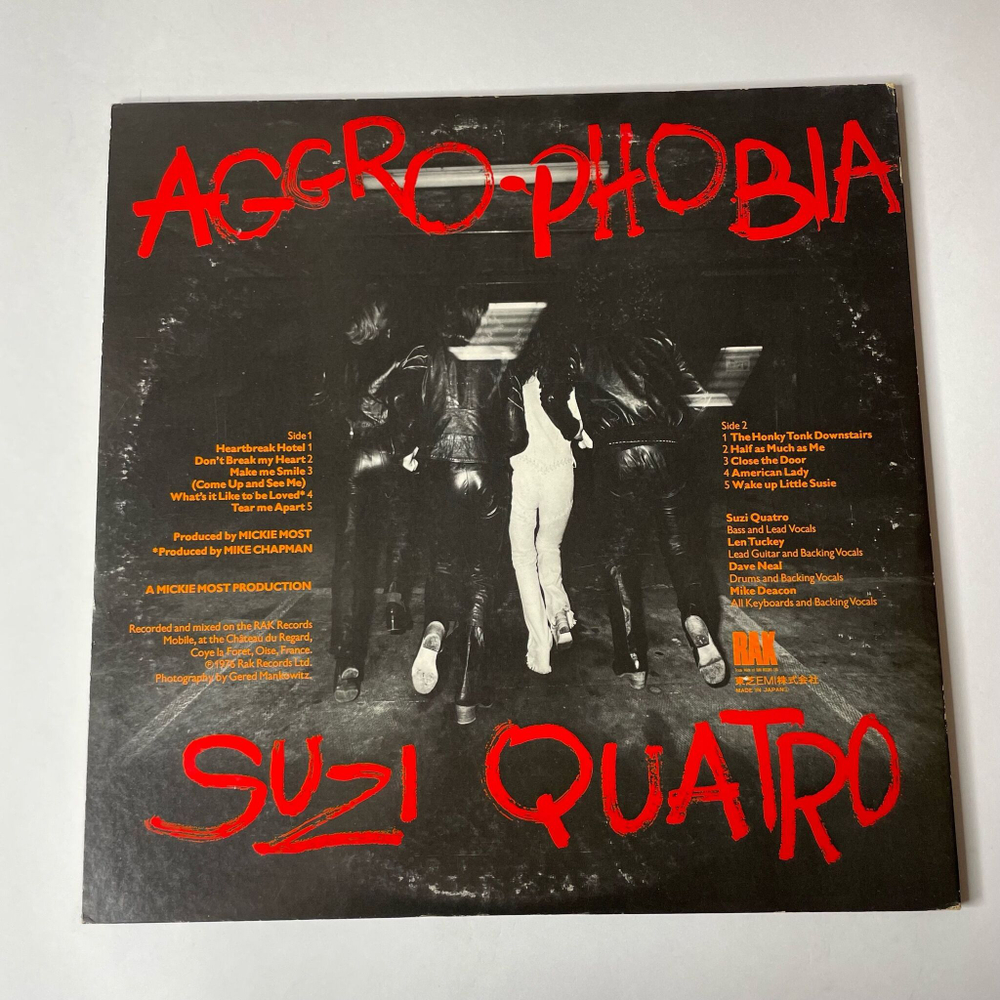 AGGRO-PHOBIA
Side 1
Heartbreak Hotel 1
Don't Break my Heart 2
Make me Smile 3
(Come Up and See Me)
What's it Like to be Loved* 4
Tear me Apart 5
Produced by MICKIE MOST
*Produced by MIKE CHAPMAN
A MICKIE MOST PRODUCTION
Recorded and mixed on the RAK Records
Mobile, at the Château du Regard,
Coye la Foret, Oise, France.
℗1976 Rak Records Ltd.
Photography by Gered Mankowitz.
Side 2
1 The Honky Tonk Downstairs
2 Half as Much as Me
3 Close the Door
4 American Lady
5 Wake up Little Susie
Suzi Quatro
Bass and Lead Vocals
Len Tuckey
Lead Guitar and Backing Vocals
Dave Neal
Drums and Backing Vocals
Mike Deacon
All Keyboards and Backing Vocals
RAK
東芝EMI株式会社
MADE IN JAPAN
SUZI QUATRO